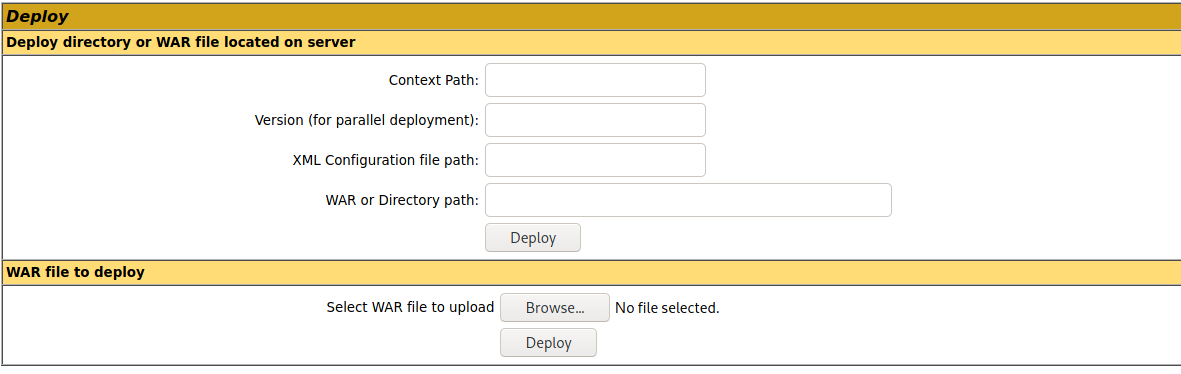 Deploy
Deploy directory or WAR file located on server
Context Path:
Version (for parallel deployment):
XML Configuration file path:
WAR or Directory path:
Deploy
WAR file to deploy
Select WAR file to upload Browse... No file selected.
Deploy